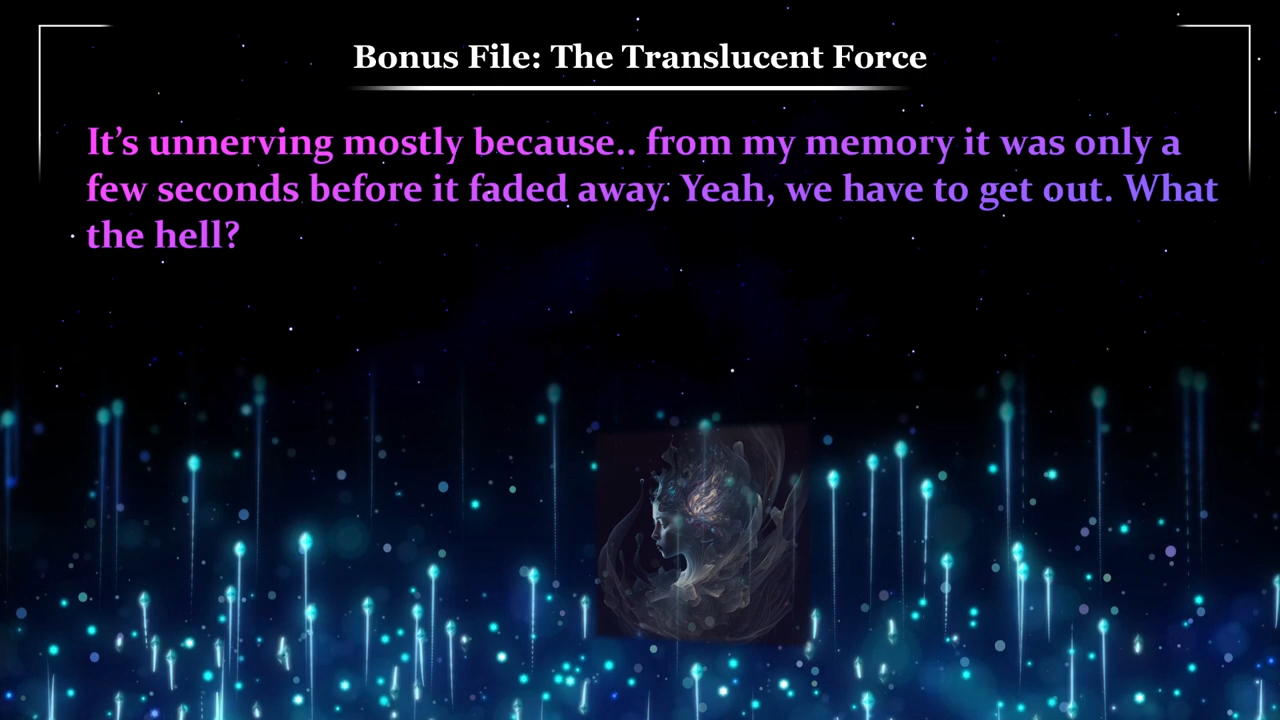 Bonus File: The Translucent Force
It’s unnerving mostly because.. from my memory it was only a
few seconds before it faded away. Yeah, we have to get out. What
the hell?